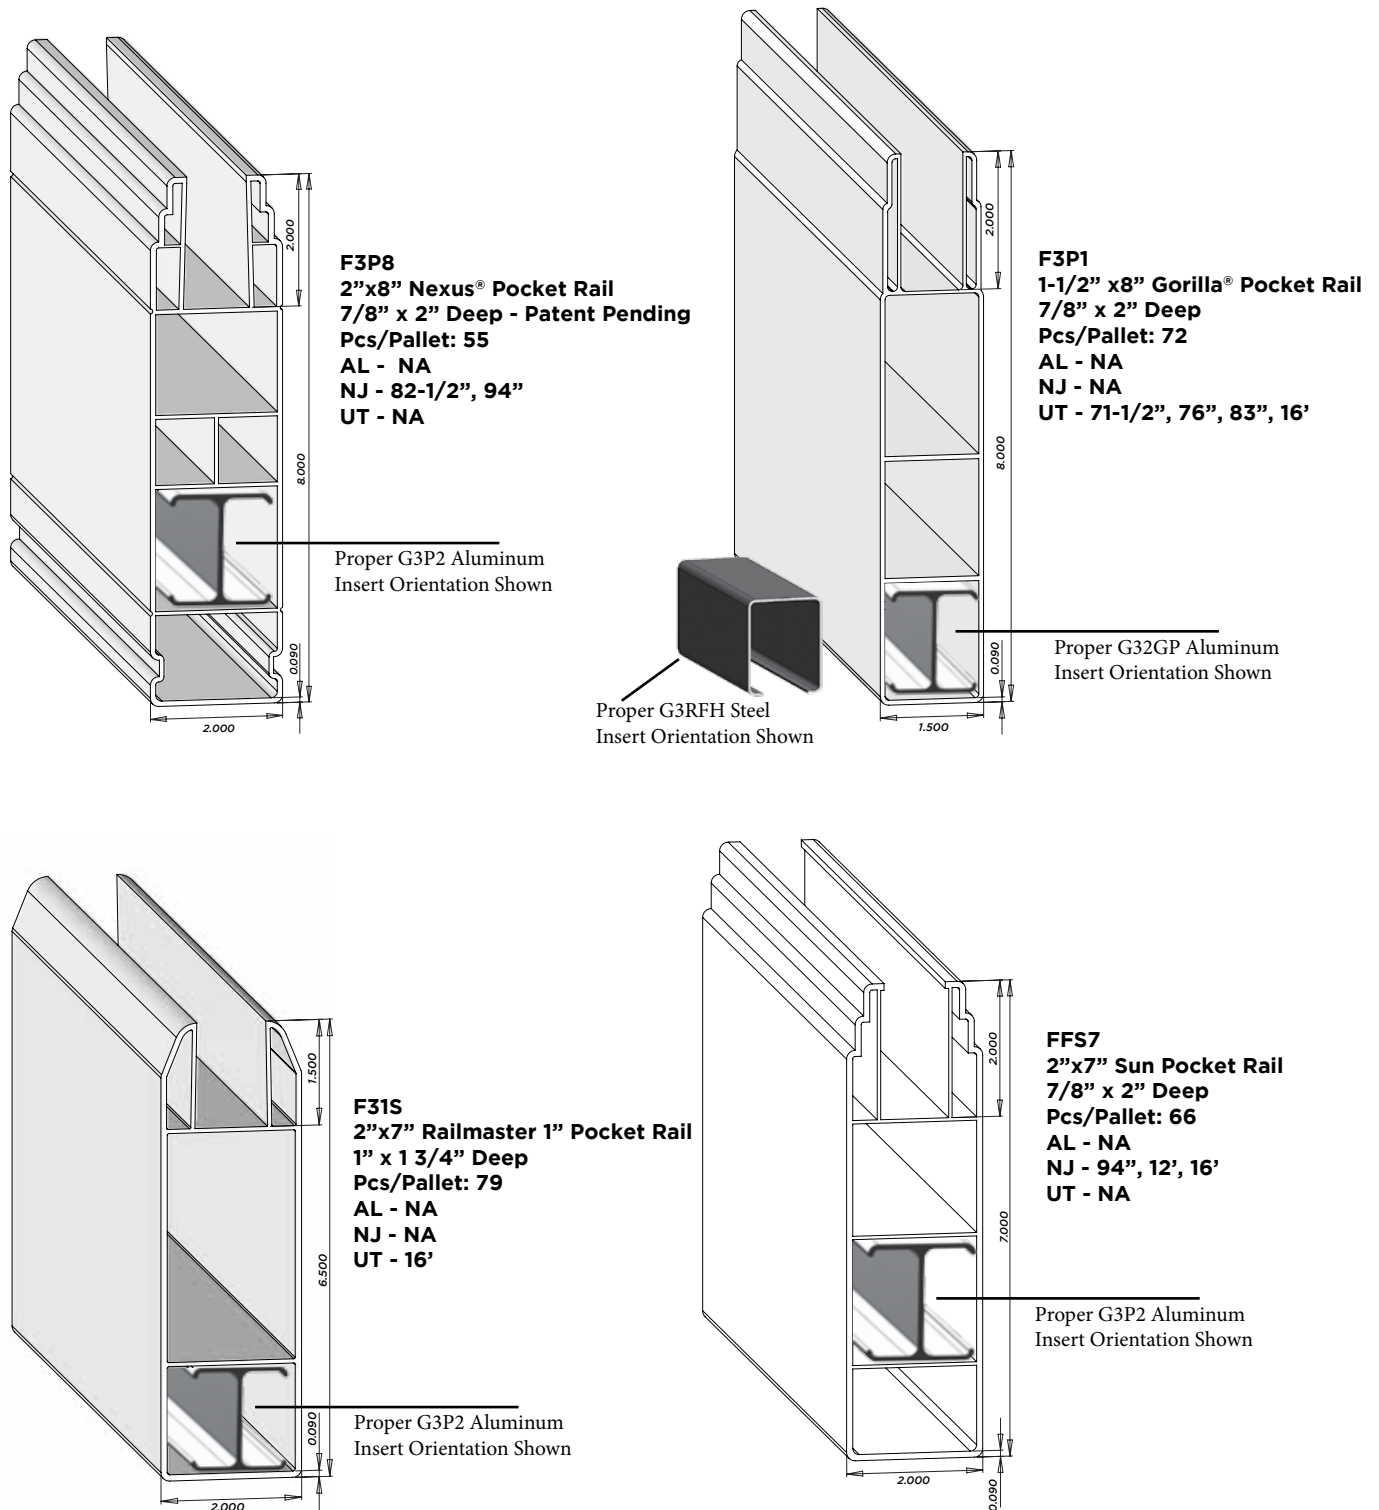 F3P8
2”x8” Nexus® Pocket Rail
7/8” x 2” Deep - Patent Pending
Pcs/Pallet: 55
AL - NA
NJ - 82-1/2”, 94”
UT - NA
2.000
8.000
Proper G3P2 Aluminum
Insert Orientation Shown
0.090
2.000
F3P1
1-1/2” x8” Gorilla® Pocket Rail
7/8” x 2” Deep
Pcs/Pallet: 72
AL - NA
NJ - NA
UT - 71-1/2”, 76”, 83”, 16’
2.000
8.000
Proper G32GP Aluminum
Insert Orientation Shown
0.090
Proper G3RFH Steel
Insert Orientation Shown
1.500
F31S
2”x7” Railmaster 1” Pocket Rail
1” x 1 3/4” Deep
Pcs/Pallet: 79
AL - NA
NJ - NA
UT - 16’
1.500
6.500
Proper G3P2 Aluminum
Insert Orientation Shown
0.090
2.000
FFS7
2”x7” Sun Pocket Rail
7/8” x 2” Deep
Pcs/Pallet: 66
AL - NA
NJ - 94”, 12’, 16’
UT - NA
2.000
7.000
Proper G3P2 Aluminum
Insert Orientation Shown
2.000
0.090